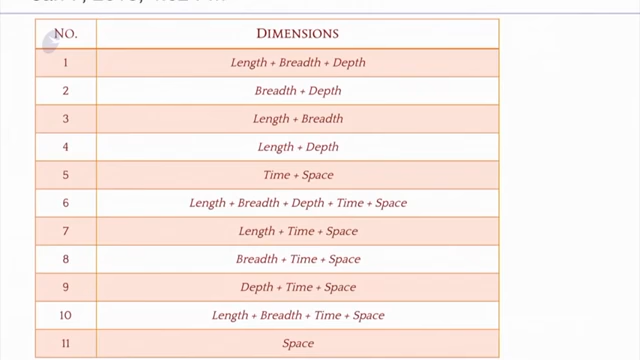 NO. DIMENSIONS
1 Length + Breadth + Depth
2 Breadth + Depth
3 Length + Breadth
4 Length + Depth
5 Time + Space
6 Length + Breadth + Depth + Time + Space
7 Length + Time + Space
8 Breadth + Time + Space
9 Depth + Time + Space
10 Length + Breadth + Time + Space
11 Space